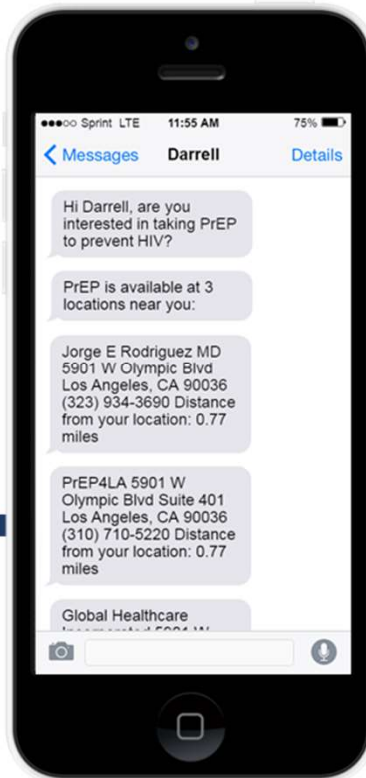 Sprint LTE 11:55 AM 75%
Messages Darrell Details
Hi Darrell, are you
interested in taking PrEP
to prevent HIV?
PrEP is available at 3
locations near you:
Jorge E Rodriguez MD
5901 W Olympic Blvd
Los Angeles, CA 90036
(323) 934-3690 Distance
from your location: 0.77
miles
PrEP4LA 5901 W
Olympic Blvd Suite 401
Los Angeles, CA 90036
(310) 710-5220 Distance
from your location: 0.77
miles
Global Healthcare